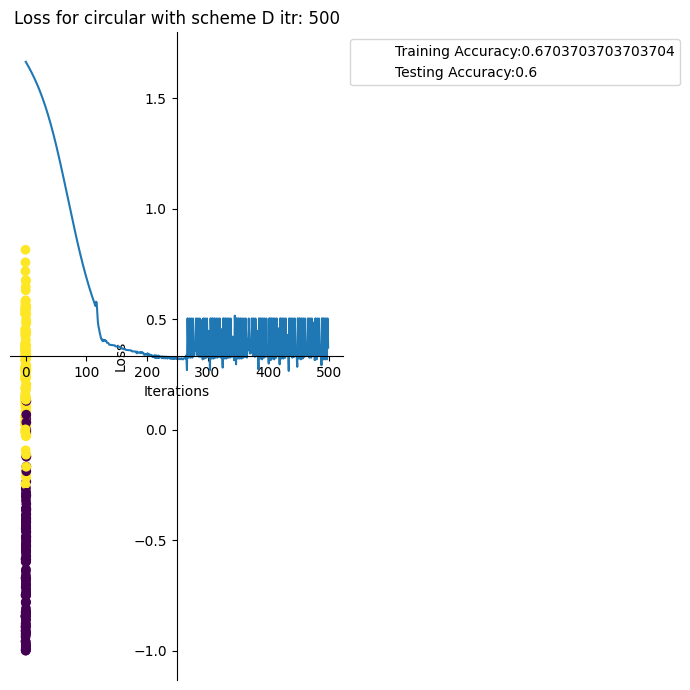 Loss for circular with scheme D itr: 500
Training Accuracy:0.6703703703703704
Testing Accuracy:0.6
1.5
1.0
0.5
Loss
0 100 200 300 400 500
Iterations
0.0
−0.5
−1.0